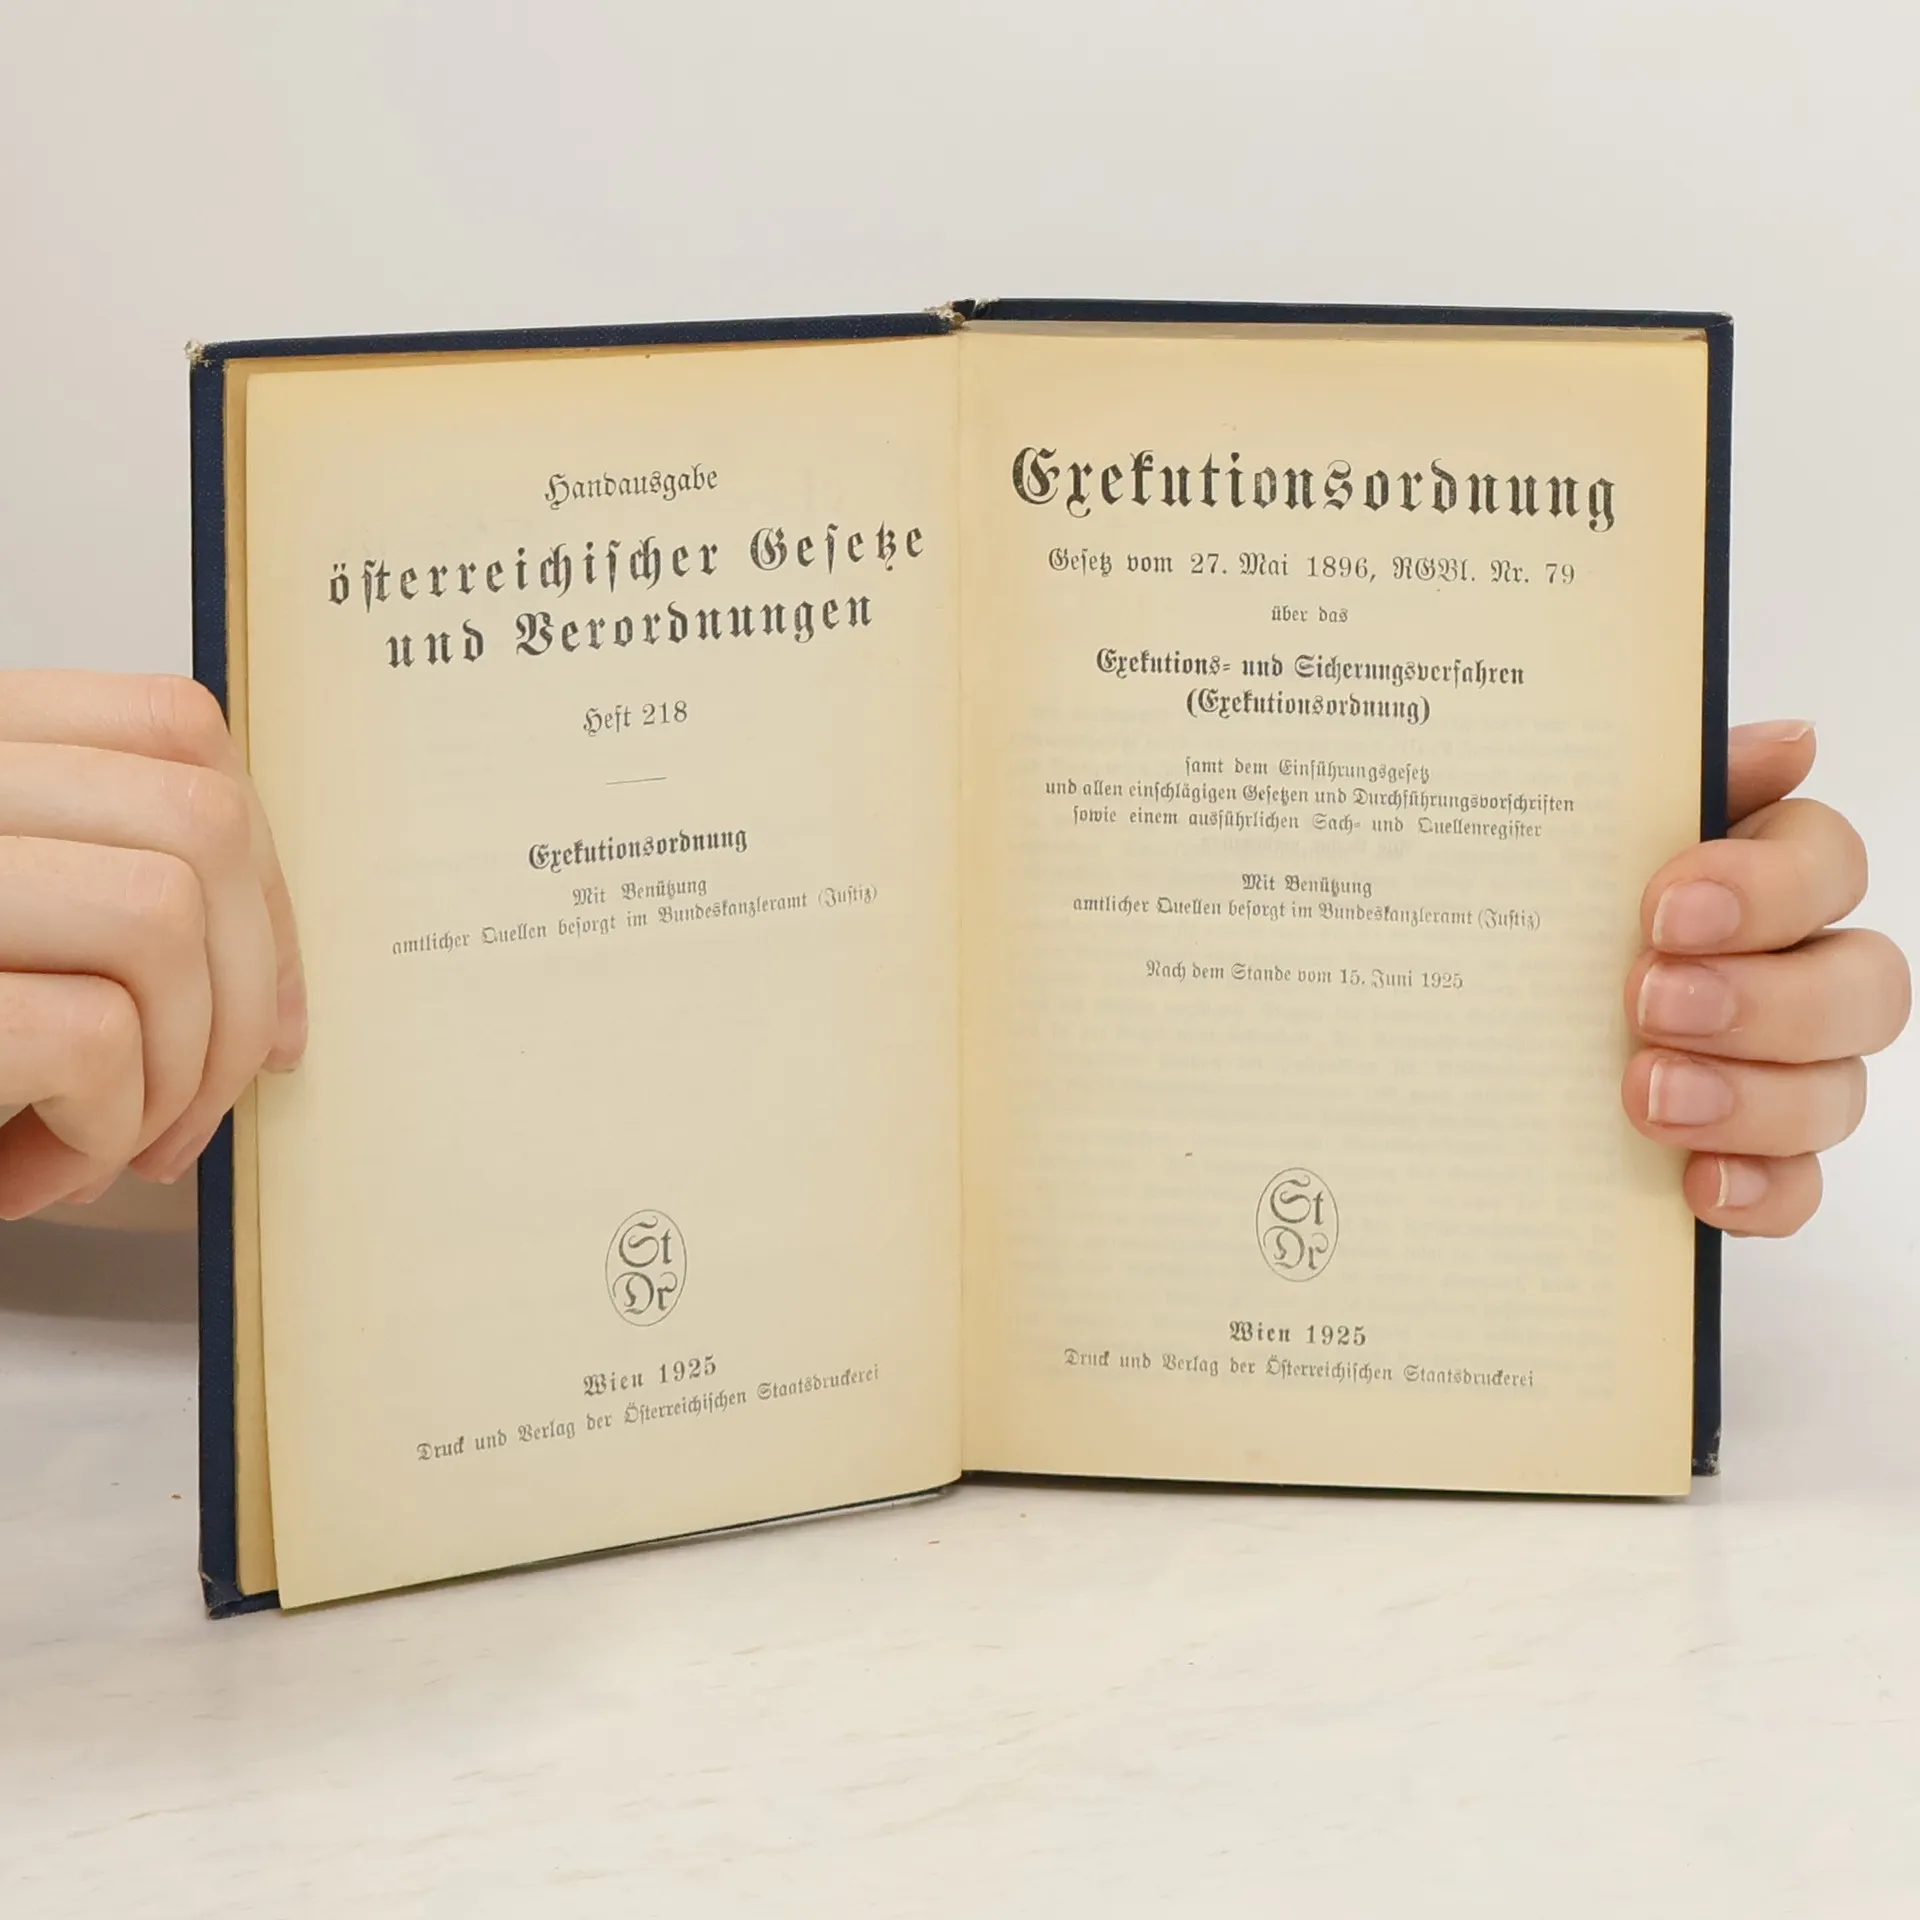 Handausgabe
österreichischer Gesetze
und Verordnungen
Heft 218
Exekutionsordnung
Mit Benützung
amtlicher Quellen besorgt im Bundeskanzleramt (Justiz)
St
Dr
Wien 1925
Druck und Verlag der Österreichischen Staatsdruckerei
Exekutionsordnung
Gesetz vom 27. Mai 1896, RGBl. Nr. 79
über das
Exekutions- und Sicherungsverfahren
(Exekutionsordnung)
samt dem Einführungsgesetz
und allen einschlägigen Gesetzen und Durchführungsvorschriften
sowie einem ausführlichen Sach- und Quellenregister
Mit Benützung
amtlicher Quellen besorgt im Bundeskanzleramt (Justiz)
Nach dem Stande vom 15. Juni 1925
St
Dr
Wien 1925
Druck und Verlag der Österreichischen Staatsdruckerei